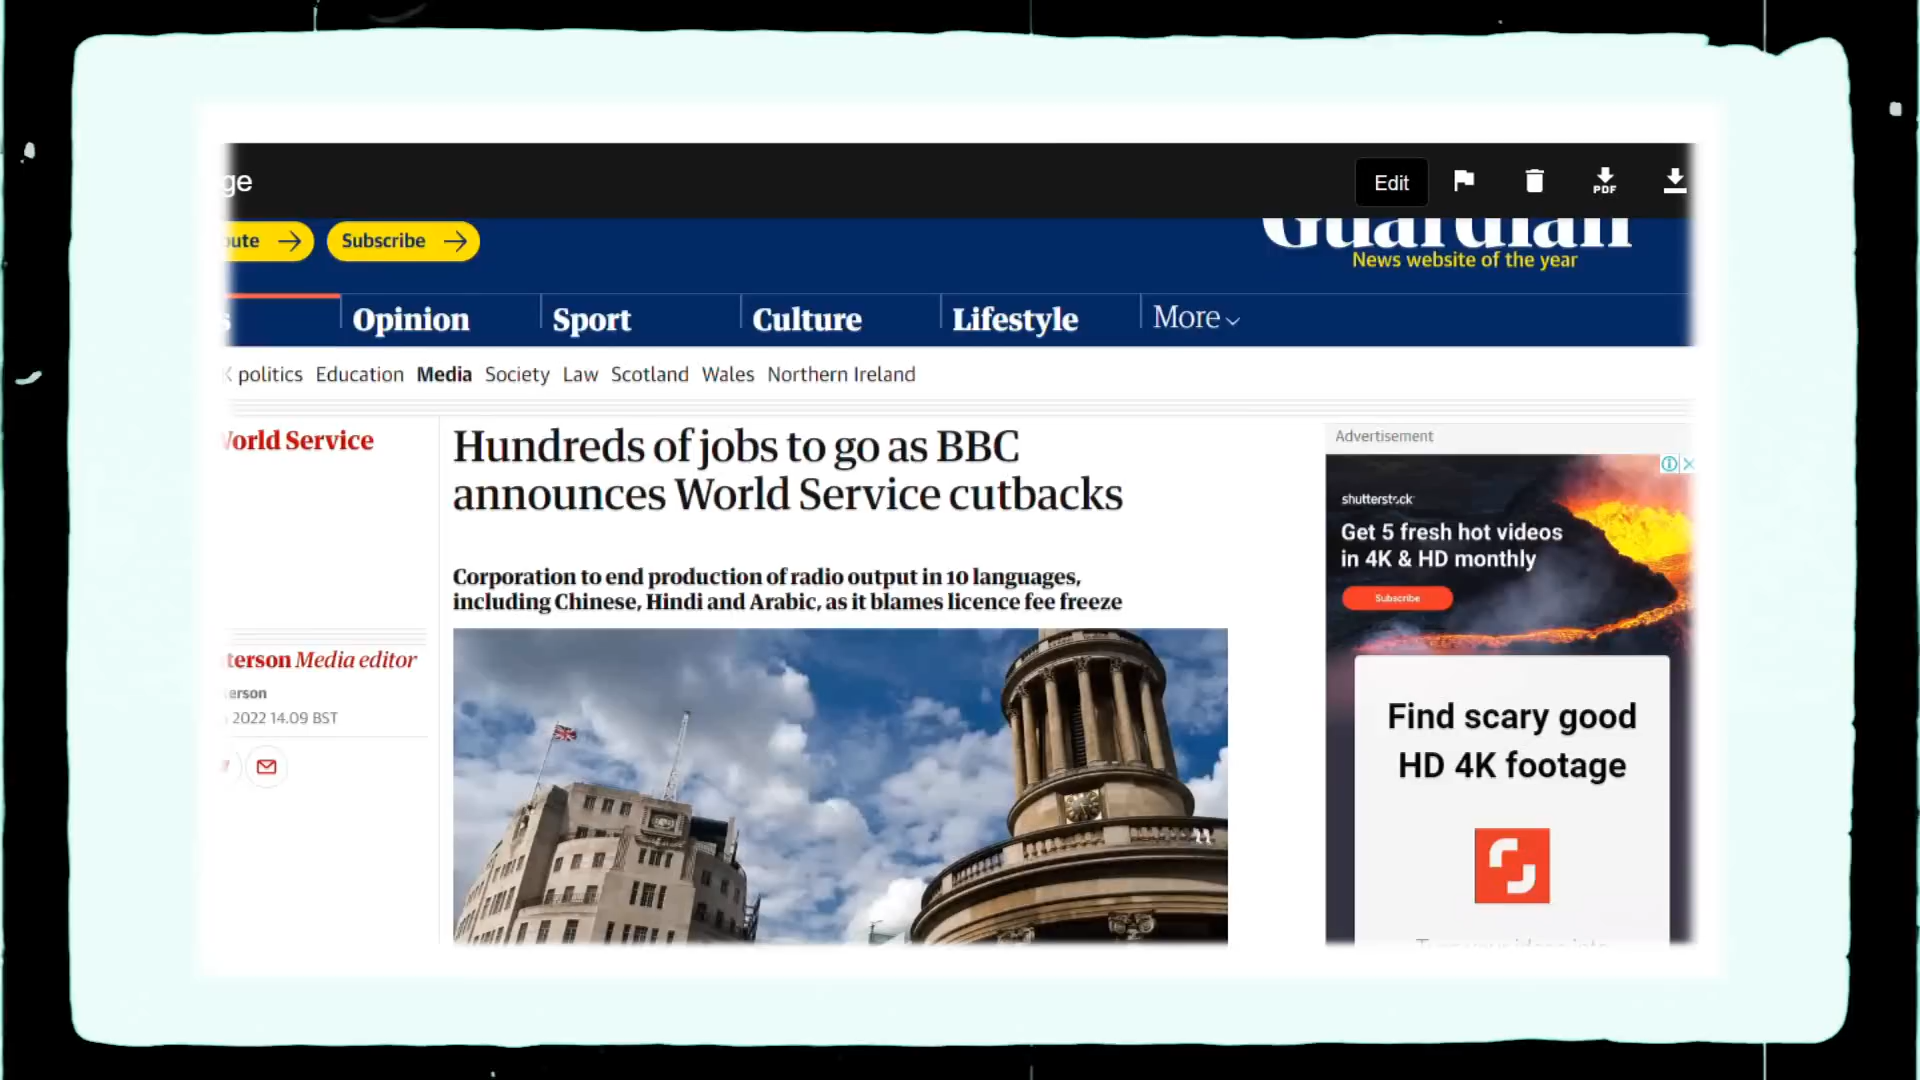 ge
Edit
PDF
Subscribe
Guardian
News website of the year
Opinion
Sport
Culture
Lifestyle
More
politics Education Media Society Law Scotland Wales Northern Ireland
World Service
Hundreds of jobs to go as BBC
announces World Service cutbacks
Corporation to end production of radio output in 10 languages,
including Chinese, Hindi and Arabic, as it blames licence fee freeze
terson Media editor
erson
2022 14.09 BST
Advertisement
shutterstock
Get 5 fresh hot videos
in 4K & HD monthly
Subscribe
Find scary good
HD 4K footage